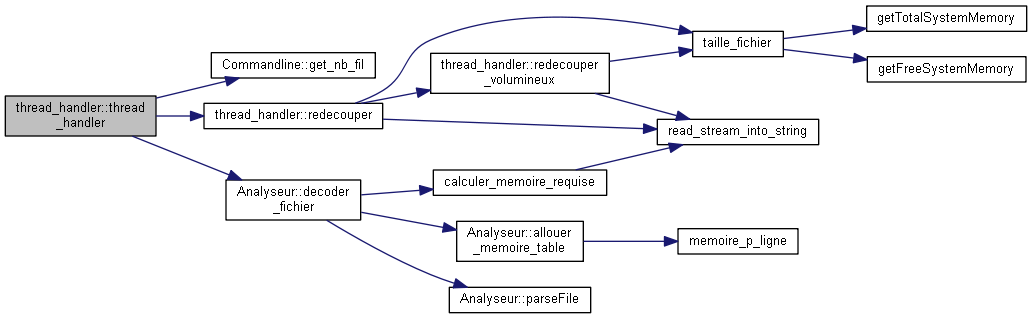 thread_handler::thread
_handler
Commandline::get_nb_fil
thread_handler::redecouper
Analyseur::decoder
_fichier
thread_handler::redecouper
_volumineux
calculer_memoire_requise
Analyseur::allouer
_memoire_table
Analyseur::parseFile
taille_fichier
read_stream_into_string
memoire_p_ligne
getTotalSystemMemory
getFreeSystemMemory